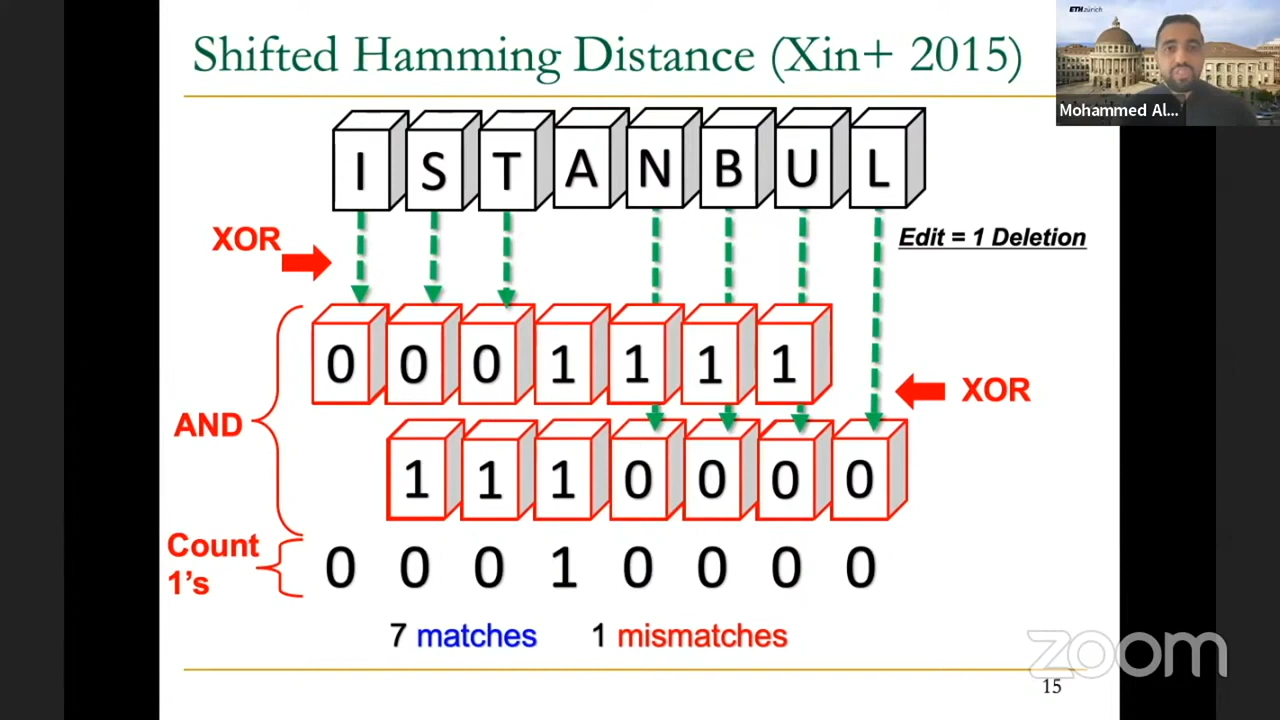 Shifted Hamming Distance (Xin+ 2015)
ETH zürich
Mohammed Al...
I S T A N B U L
XOR
Edit = 1 Deletion
0 0 0 1 1 1 1
XOR
AND
1 1 1 0 0 0 0
Count 1's
0 0 0 1 0 0 0 0
7 matches 1 mismatches
zoom
15